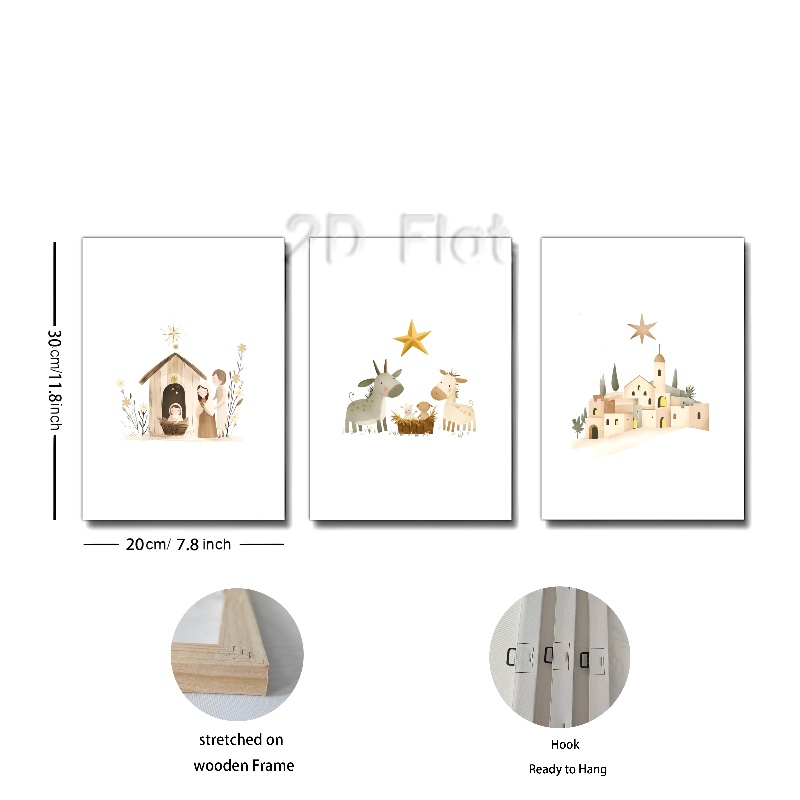 2D Flat
30cm/11.8inch
20cm/ 7.8 inch
stretched on
wooden Frame
Hook
Ready to Hang